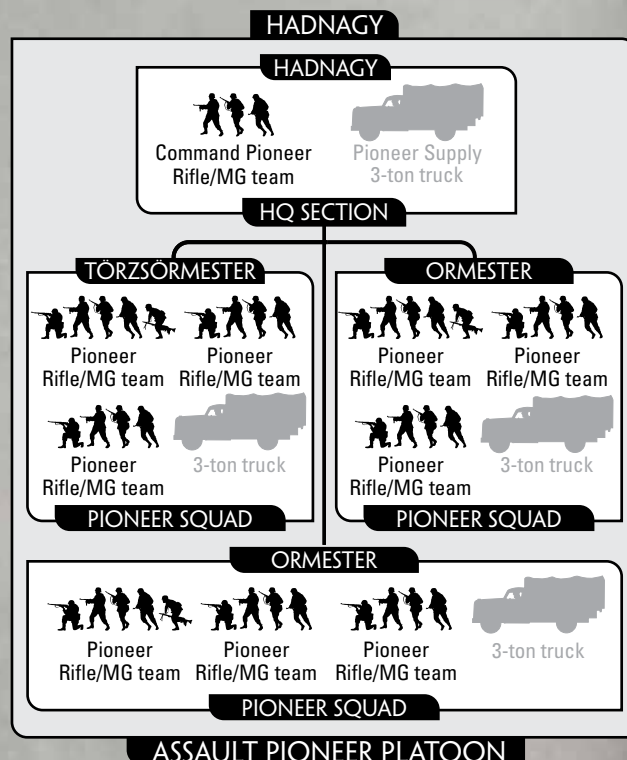 HADNAGY
HADNAGY
Command Pioneer
Rifle/MG team
Pioneer Supply
3-ton truck
HQ SECTION
TÖRZSÖRMESTER
Pioneer
Rifle/MG team
Pioneer
Rifle/MG team
Pioneer
Rifle/MG team
3-ton truck
PIONEER SQUAD
ORMESTER
Pioneer
Rifle/MG team
Pioneer
Rifle/MG team
Pioneer
Rifle/MG team
3-ton truck
PIONEER SQUAD
ORMESTER
Pioneer
Rifle/MG team
Pioneer
Rifle/MG team
Pioneer
Rifle/MG team
3-ton truck
PIONEER SQUAD
ASSAULT PIONEER PLATOON